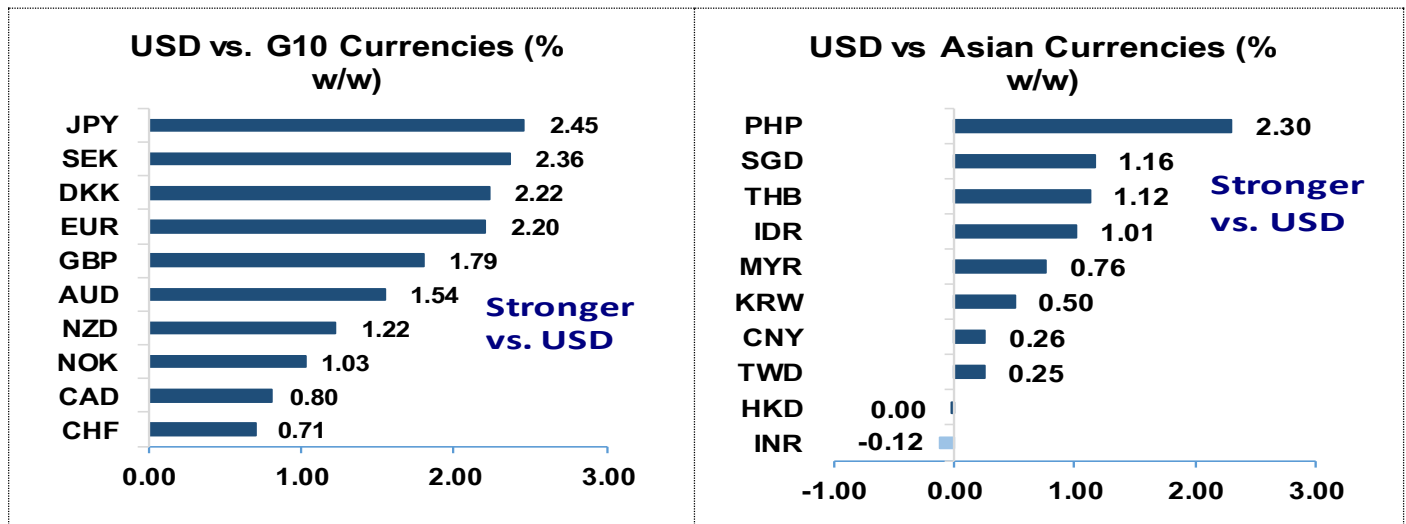 USD vs. G10 Currencies (%
w/w)
JPY 2.45
SEK 2.36
DKK 2.22
EUR 2.20
GBP 1.79
AUD 1.54
NZD 1.22
NOK 1.03
CAD 0.80
CHF 0.71
Stronger
vs. USD
0.00 1.00 2.00 3.00
USD vs Asian Currencies (%
w/w)
PHP 2.30
SGD 1.16
THB 1.12
IDR 1.01
MYR 0.76
KRW 0.50
CNY 0.26
TWD 0.25
HKD 0.00
INR -0.12
Stronger
vs. USD
-1.00 0.00 1.00 2.00 3.00